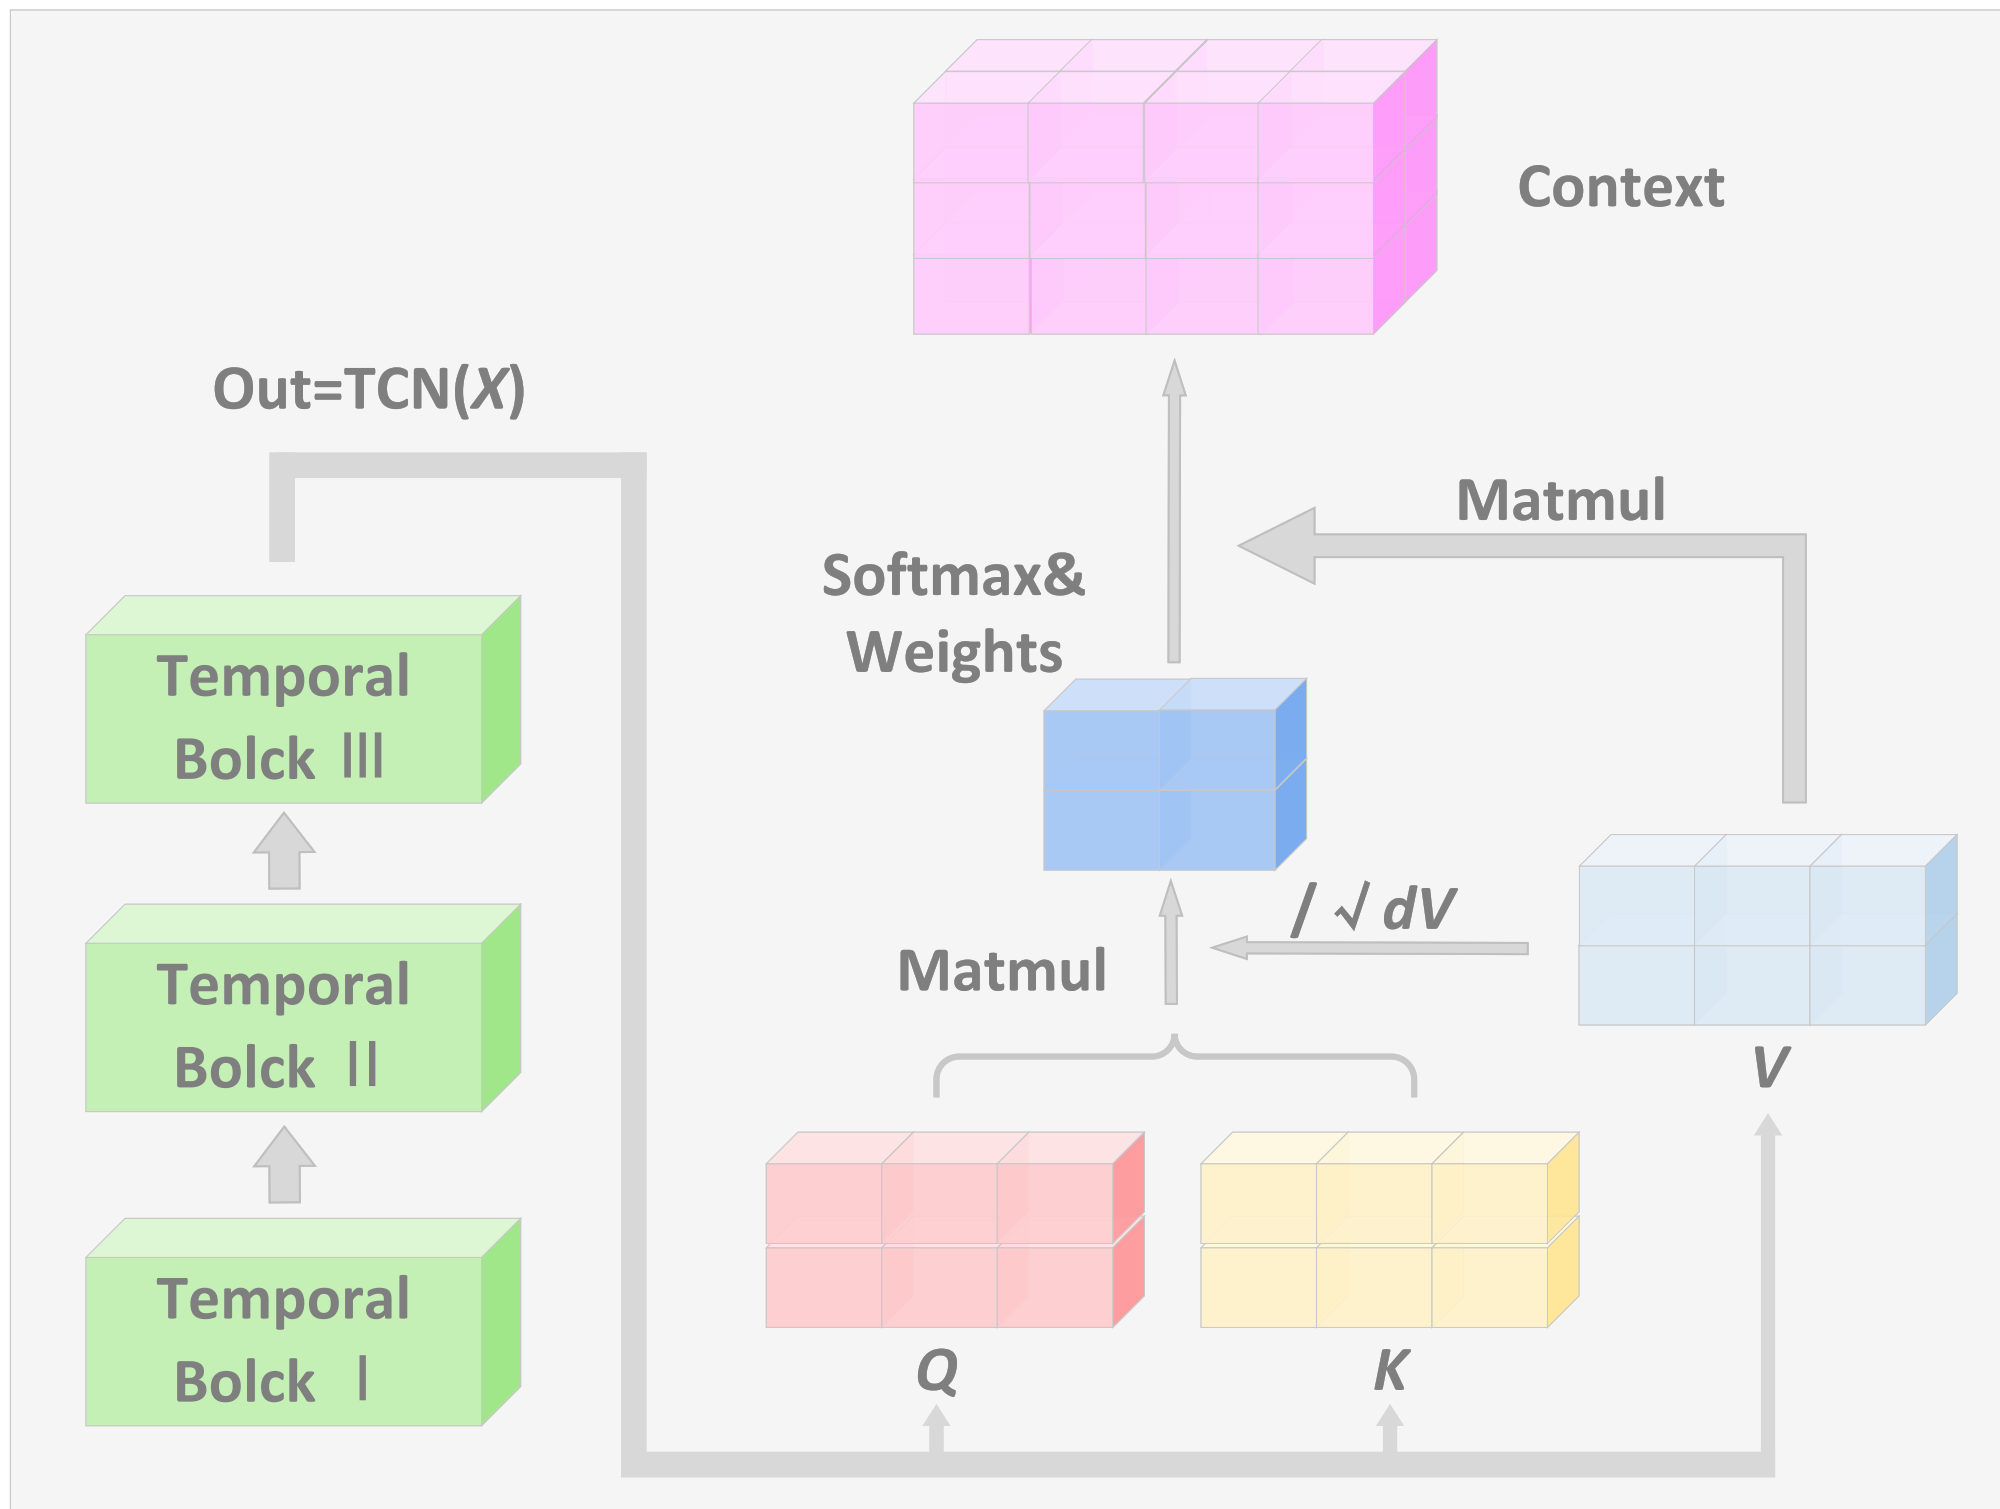 Context
Out=TCN(X)
Matmul
Softmax&
Weights
Temporal
Bolck III
/ √ dV
Matmul
Temporal
Bolck II
V
Temporal
Bolck I
Q
K